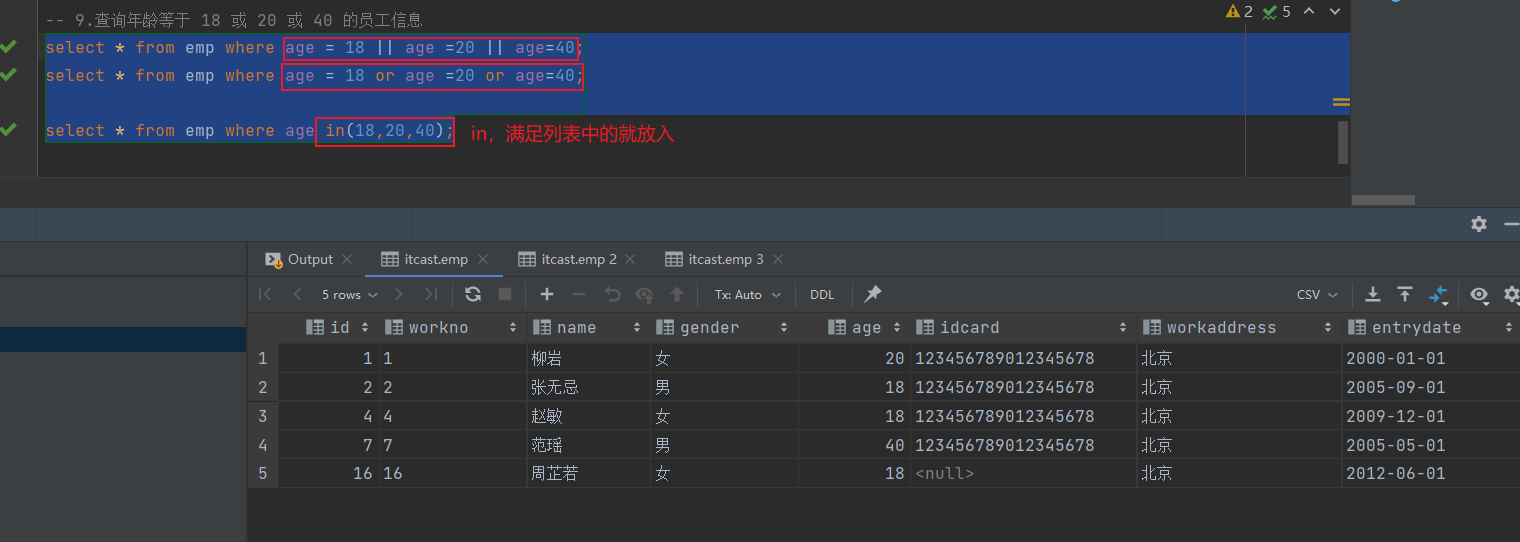 -- 9.查询年龄等于 18 或 20 或 40 的员工信息
2 5
select * from emp where age = 18 || age =20 || age=40;
select * from emp where age = 18 or age =20 or age=40;
select * from emp where age in(18,20,40); in，满足列表中的就放入
Output itcast.emp itcast.emp 2 itcast.emp 3
5 rows Tx: Auto DDL CSV
id workno name gender age idcard workaddress entrydate
1 1 1 柳岩 女 20 123456789012345678 北京 2000-01-01
2 2 2 张无忌 男 18 123456789012345678 北京 2005-09-01
3 4 4 赵敏 女 18 123456789012345678 北京 2009-12-01
4 7 7 范瑶 男 40 123456789012345678 北京 2005-05-01
5 16 16 周芷若 女 18 <null> 北京 2012-06-01